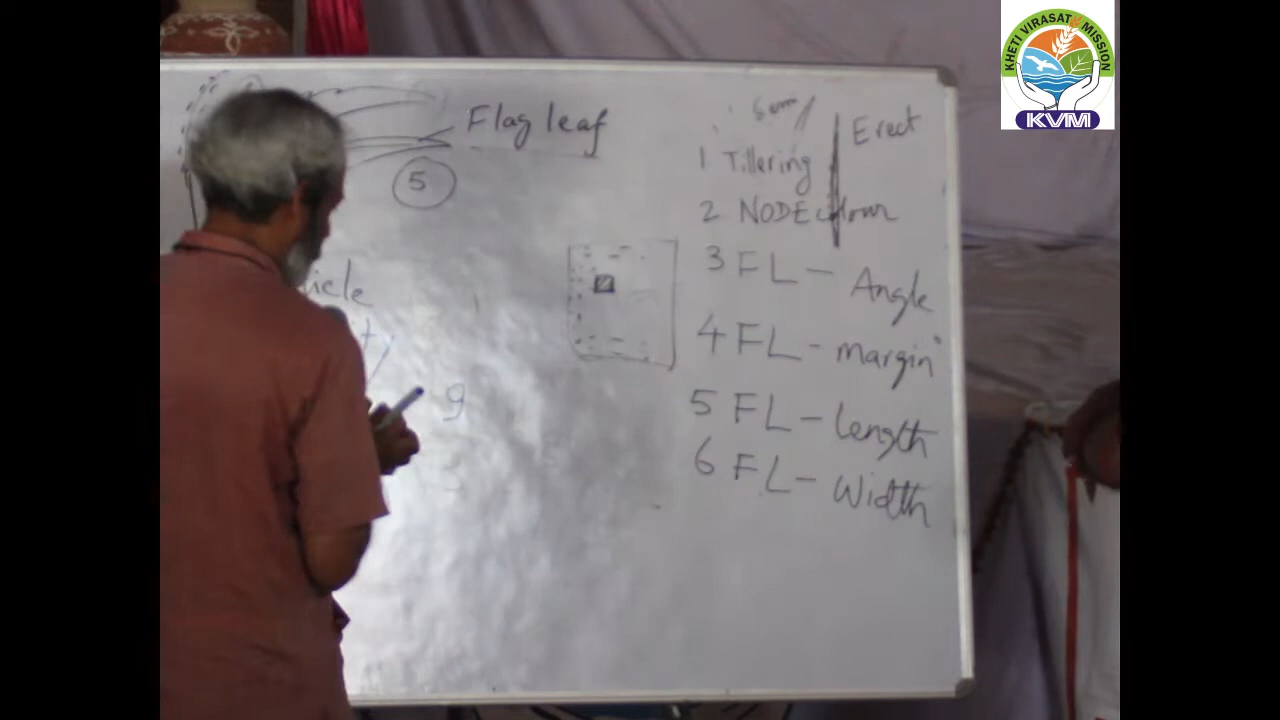 KHETI VIRASAT MISSION
KVM
Flag leaf
5
Semi
Erect
1 Tillering
2 NODE colour
3 FL - Angle
4 FL - margin
5 FL - length
6 FL - Width
g